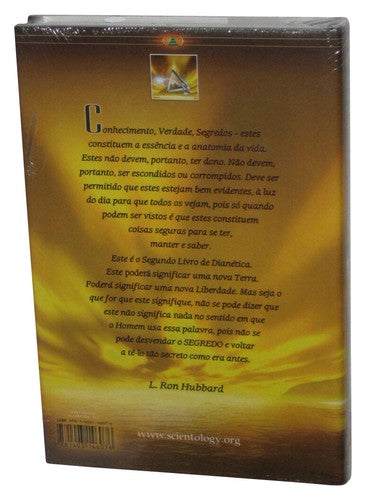 Conhecimento, Verdade, Segredos - estes
constituem a essência e a anatomia da vida.
Estes não devem, portanto, ter dono. Não devem,
portanto, ser escondidos ou corrompidos. Deve ser
permitido que estes estejam bem evidentes, à luz
do dia para que todos os vejam, pois só quando
podem ser vistos é que estes constituem
coisas seguras para se ter,
manter e saber.
Este é o Segundo Livro de Dianética.
Este poderá significar uma nova Terra.
Poderá significar uma nova Liberdade. Mas seja o
que for que este signifique, não se pode dizer que
este não significa nada no sentido em que
o Homem usa essa palavra, pois não se
pode desvendar o SEGREDO e voltar
a tê-lo tão secreto como era antes.
L. Ron Hubbard
www.scientology.org